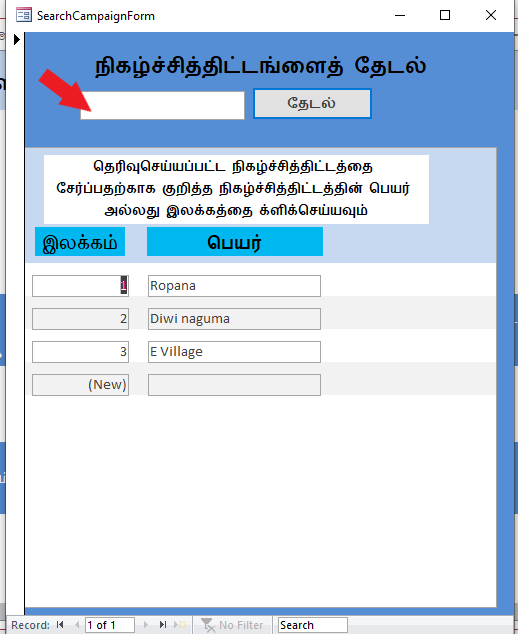 SearchCampaignForm
நிகழ்ச்சித்திட்டங்ளைத் தேடல்
தேடல்
தெரிவுசெய்யப்பட்ட நிகழ்ச்சித்திட்டத்தை
சேர்ப்பதற்காக குறித்த நிகழ்ச்சித்திட்டத்தின் பெயர்
அல்லது இலக்கத்தை க்ளிக்செய்யவும்
இலக்கம் பெயர்
1 Ropana
2 Diwi naguma
3 E Village
(New)
Record: 1 of 1 No Filter Search